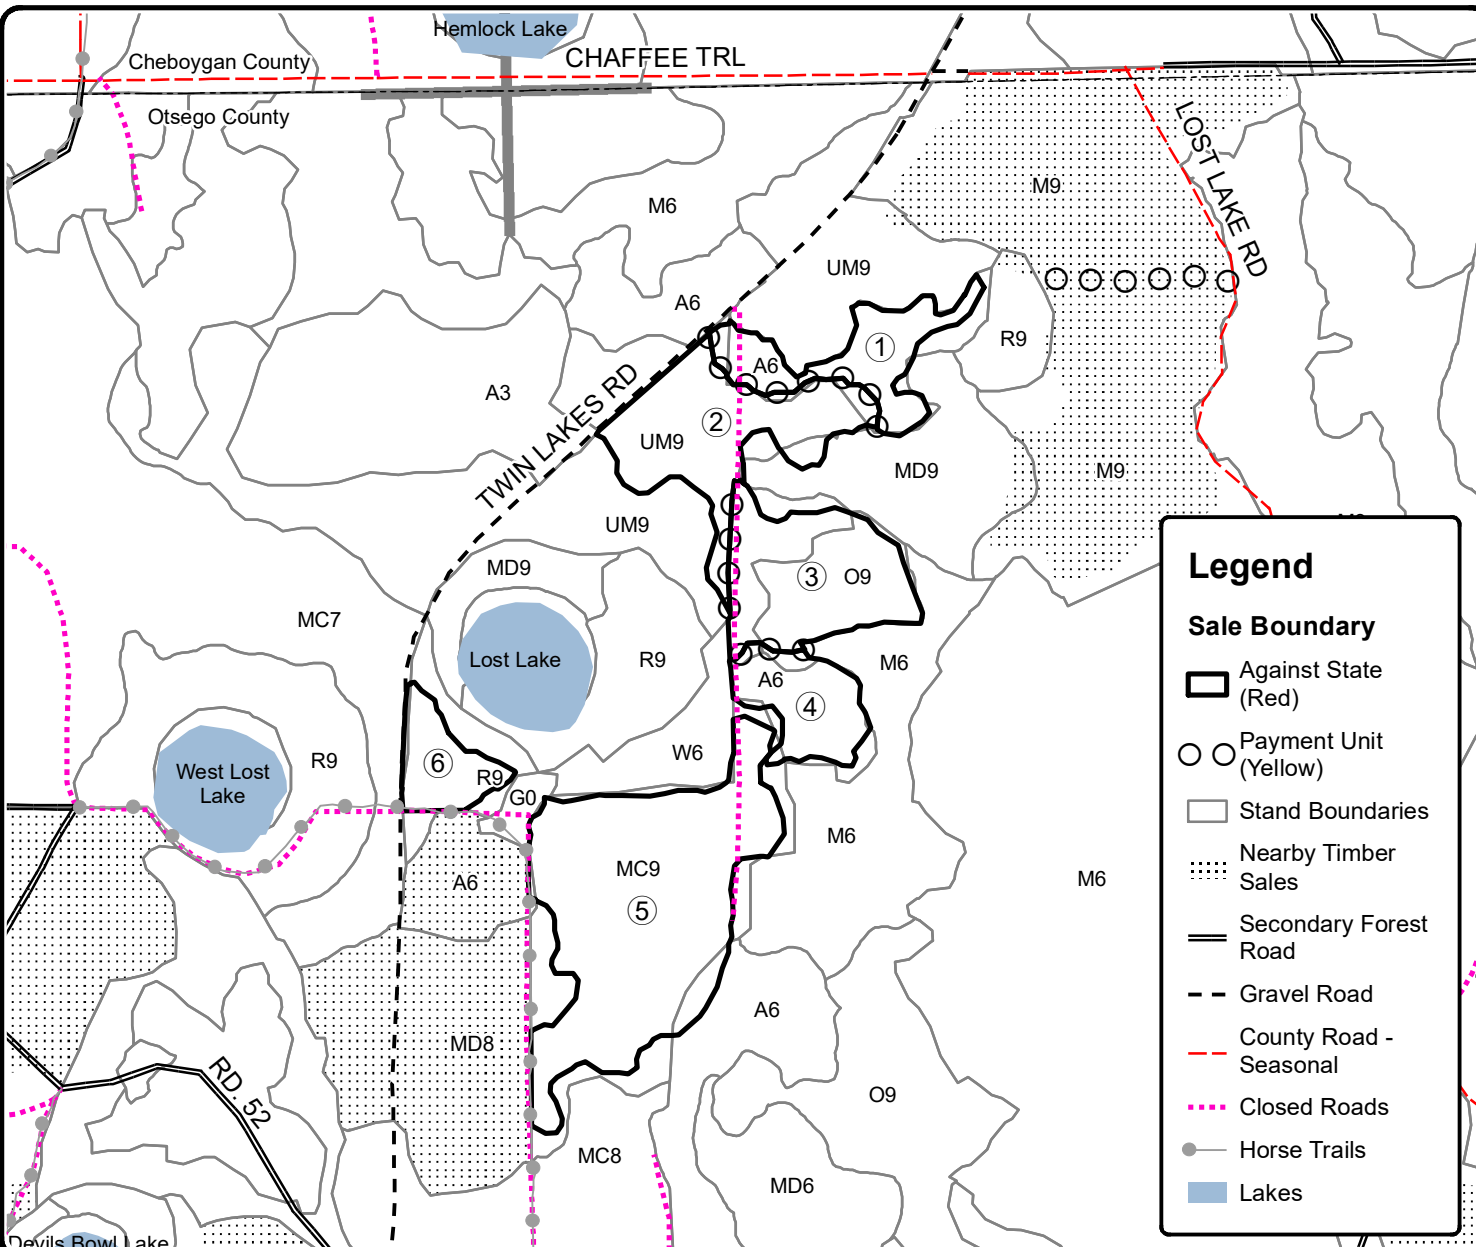 Hemlock Lake
CHAFFEE TRL
Cheboygan County
Otsego County
LOST LAKE RD
M9
M6
UM9
A6
R9
1
A6
A3
TWIN LAKES RD
2
UM9
MD9
M9
UM9
MD9
3
O9
MC7
Lost Lake
R9
M6
A6
4
W6
R9
West Lost
Lake
6
R9
G0
M6
MC9
A6
5
M6
A6
MD8
RD. 52
O9
MC8
MD6
Devils Bowl Lake
Legend
Sale Boundary
Against State
(Red)
Payment Unit
(Yellow)
Stand Boundaries
Nearby Timber
Sales
Secondary Forest
Road
Gravel Road
County Road -
Seasonal
Closed Roads
Horse Trails
Lakes